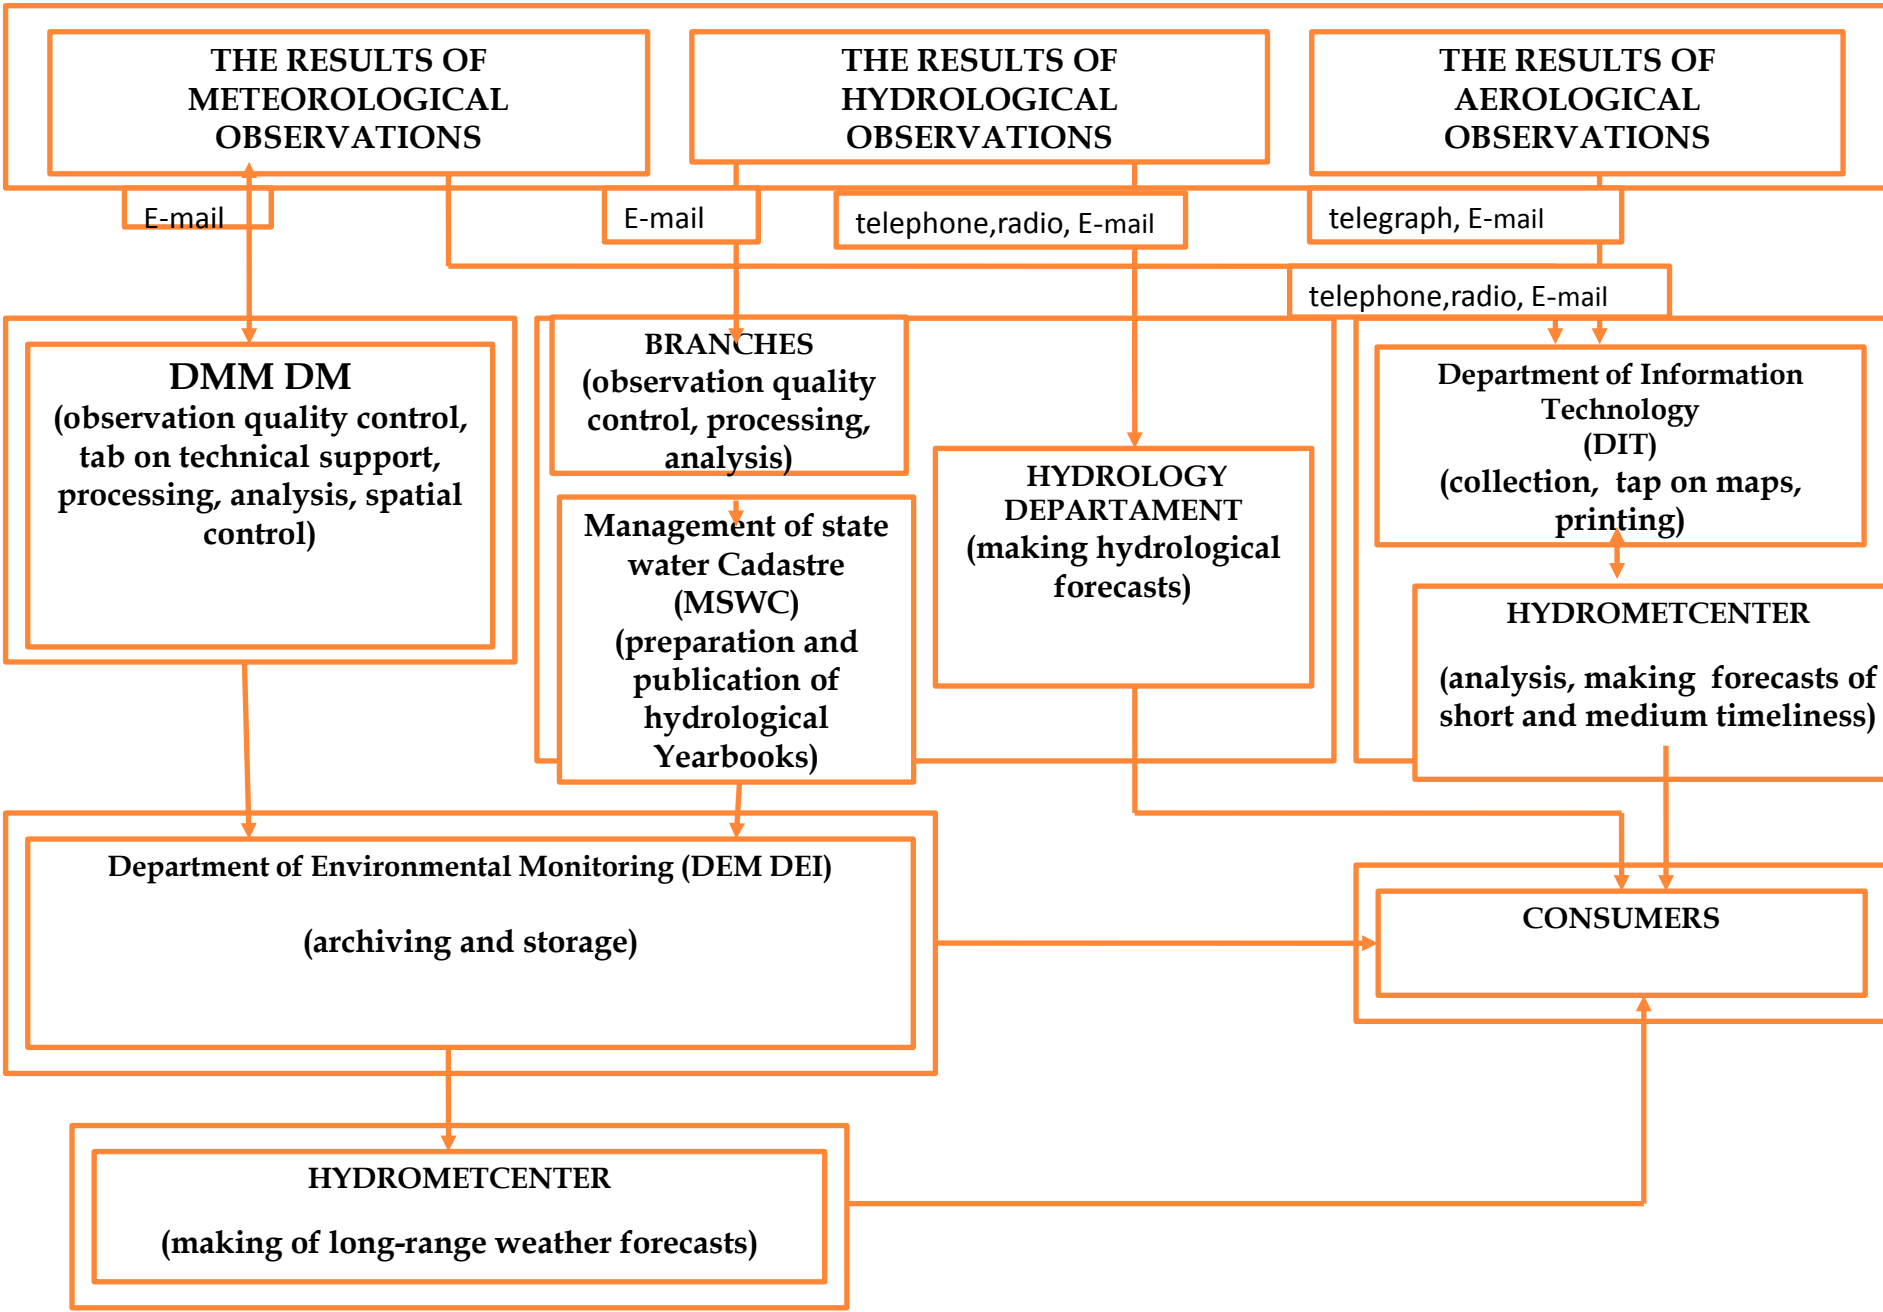 THE RESULTS OF
METEOROLOGICAL
OBSERVATIONS
THE RESULTS OF
HYDROLOGICAL
OBSERVATIONS
THE RESULTS OF
AEROLOGICAL
OBSERVATIONS
E-mail
E-mail
telephone,radio, E-mail
telegraph, E-mail
telephone,radio, E-mail
DMM DM
(observation quality control,
tab on technical support,
processing, analysis, spatial
control)
BRANCHES
(observation quality
control, processing,
analysis)
Management of state
water Cadastre
(MSWC)
(preparation and
publication of
hydrological
Yearbooks)
HYDROLOGY
DEPARTAMENT
(making hydrological
forecasts)
Department of Information
Technology
(DIT)
(collection, tap on maps,
printing)
HYDROMETCENTER
(analysis, making forecasts of
short and medium timeliness)
Department of Environmental Monitoring (DEM DEI)
(archiving and storage)
CONSUMERS
HYDROMETCENTER
(making of long-range weather forecasts)